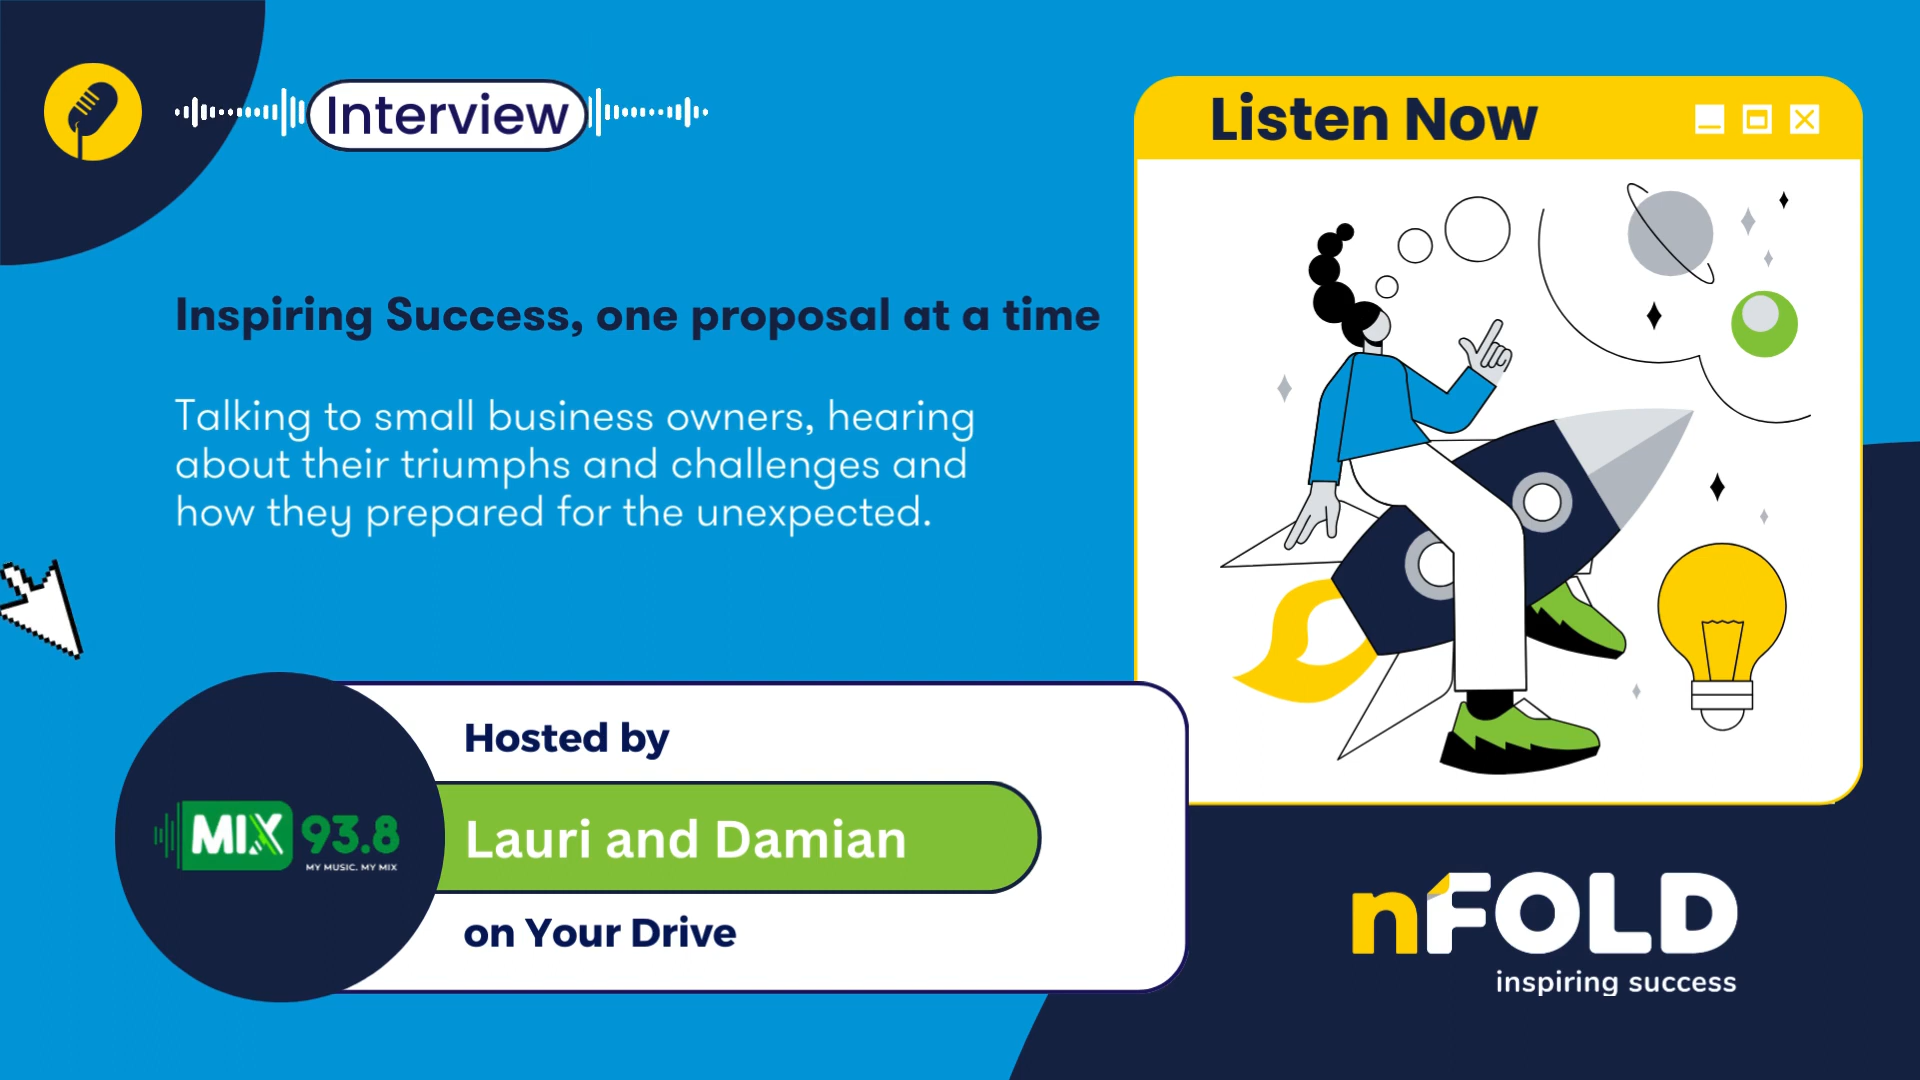 Interview
Listen Now
Inspiring Success, one proposal at a time
Talking to small business owners, hearing
about their triumphs and challenges and
how they prepared for the unexpected.
Hosted by
MIX 93.8
MY MUSIC. MY MIX
Lauri and Damian
on Your Drive
nFOLD
inspiring success